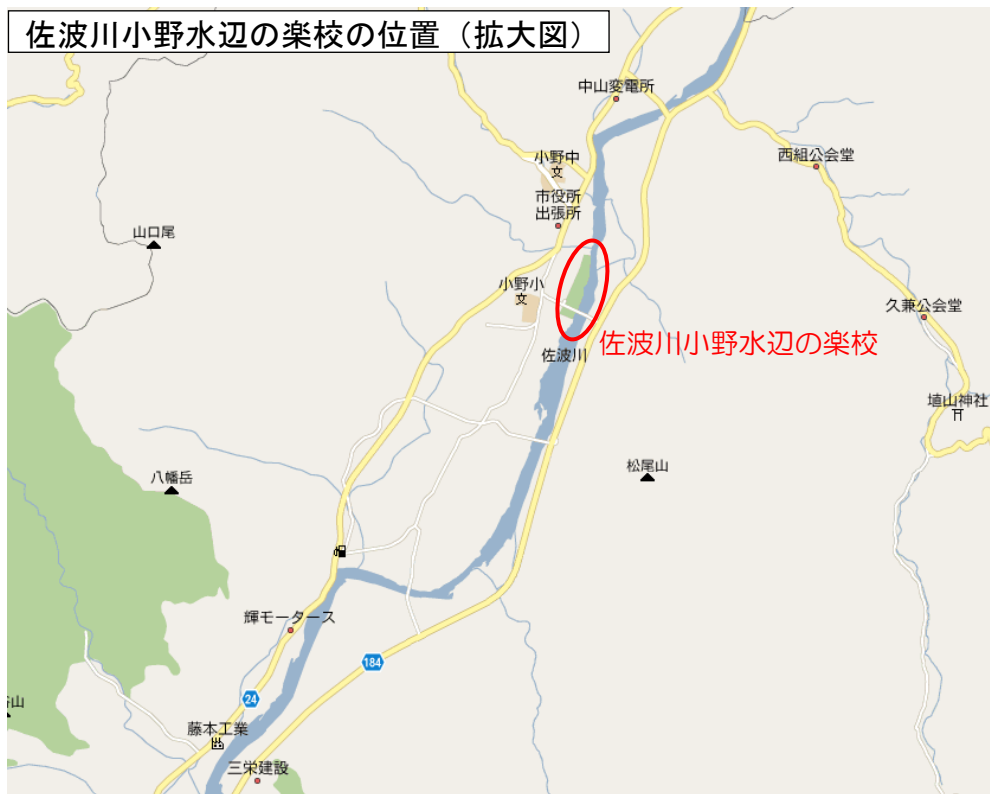 佐波川小野水辺の楽校の位置（拡大図）
中山変電所
小野中
文
西組公会堂
市役所
出張所
山口尾
小野小
文
久兼公会堂
佐波川小野水辺の楽校
佐波川
埴山神社
松尾山
八幡岳
輝モータース
184
24
藤本工業
三栄建設